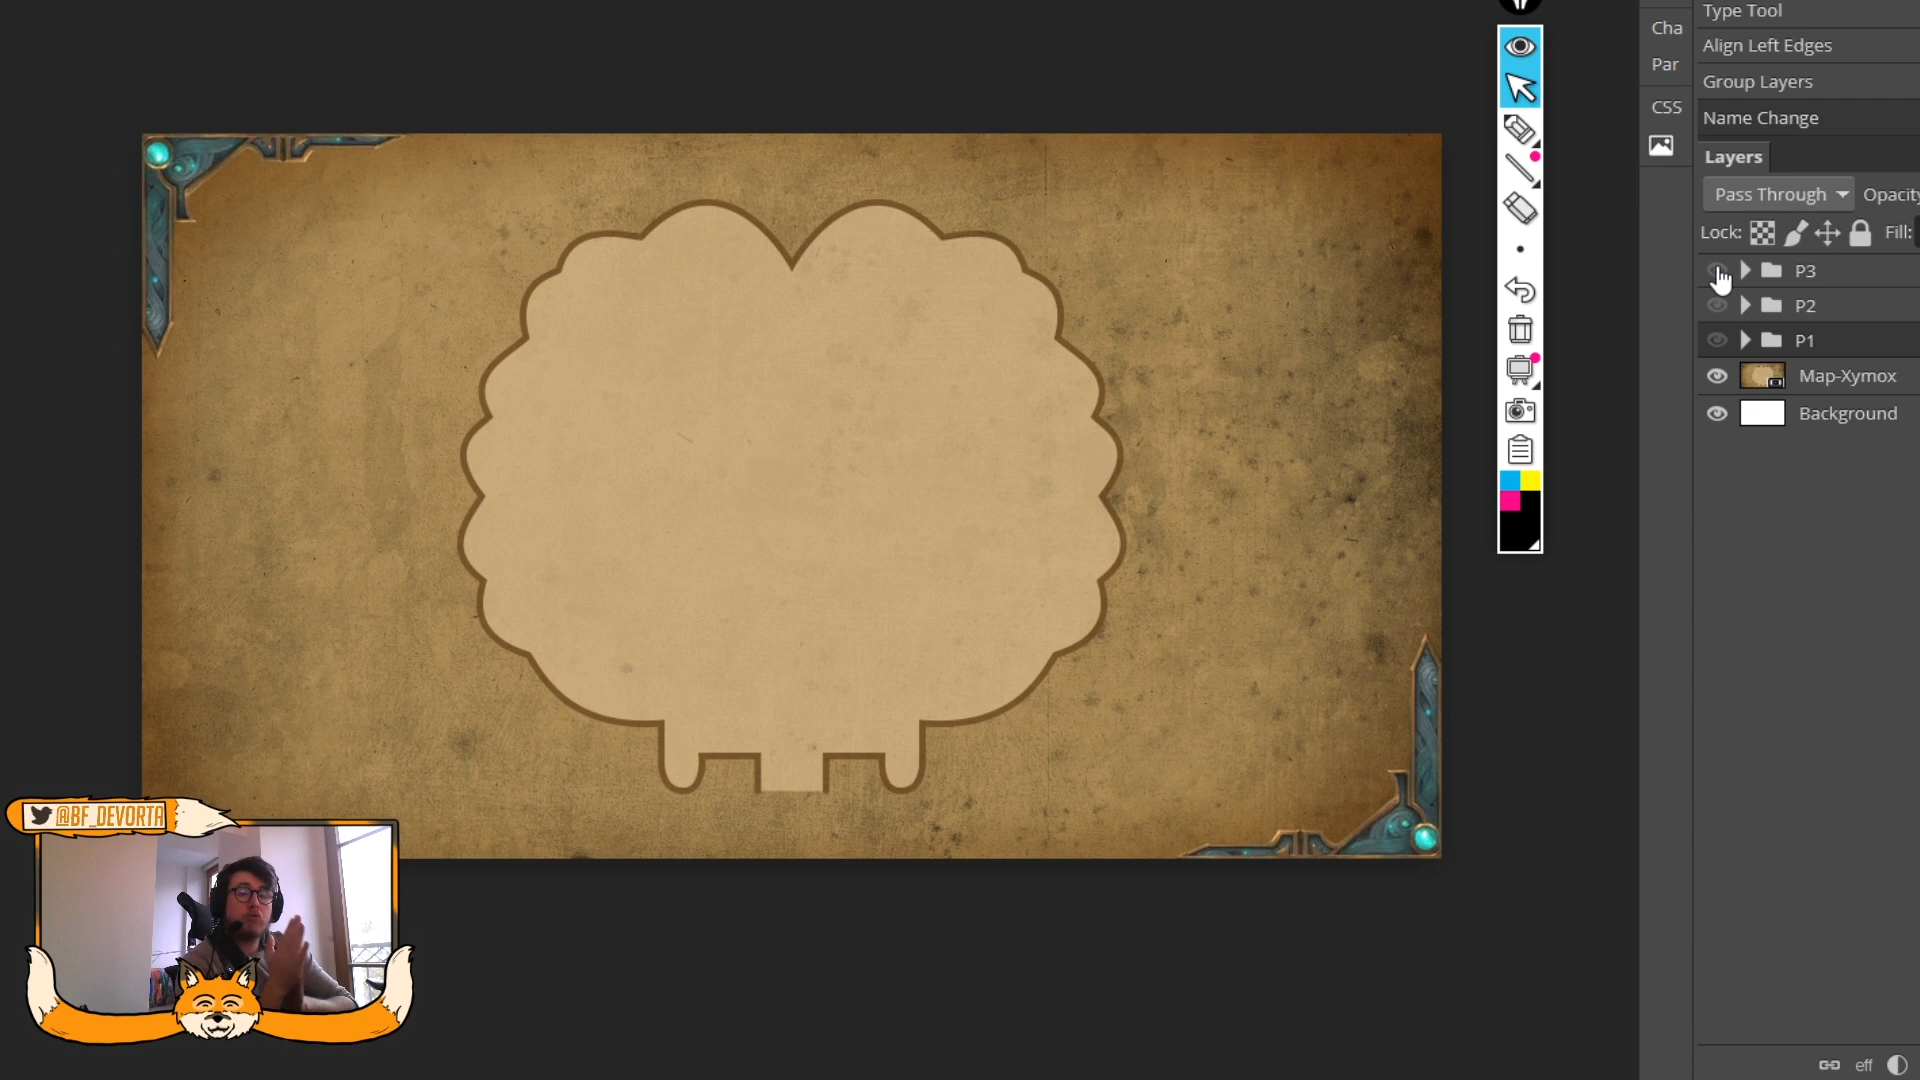 Type Tool
Cha
Align Left Edges
Par
Group Layers
CSS
Name Change
Layers
Pass Through
Lock:
Fill:
P3
P2
P1
Map-Xymox
Background
@BF_DEVORTA
eff